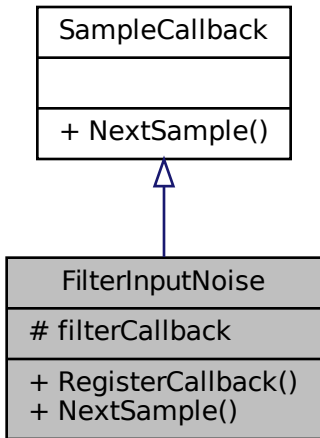 SampleCallback
+ NextSample()
FilterInputNoise
# filterCallback
+ RegisterCallback()
+ NextSample()